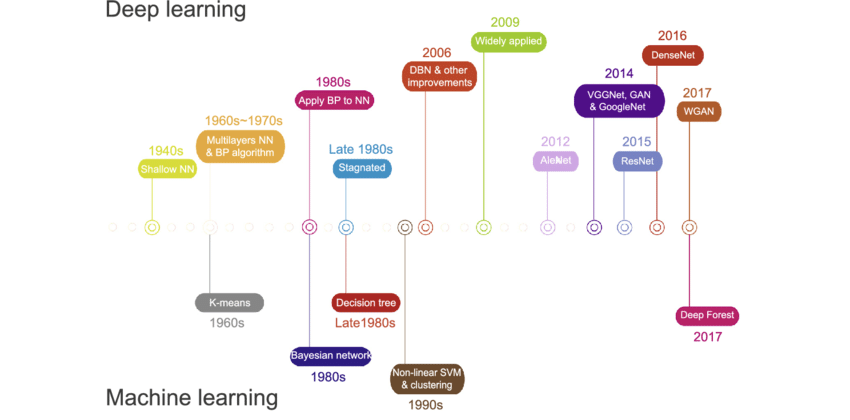 Deep learning
1940s
Shallow NN
1960s~1970s
Multilayers NN
& BP algorithm
1980s
Apply BP to NN
Late 1980s
Stagnated
2006
DBN & other
improvements
2009
Widely applied
2012
AleNet
2014
VGGNet, GAN
& GoogleNet
2015
ResNet
2016
DenseNet
2017
WGAN
K-means
1960s
Bayesian network
1980s
Decision tree
Late1980s
Non-linear SVM
& clustering
1990s
Deep Forest
2017
Machine learning